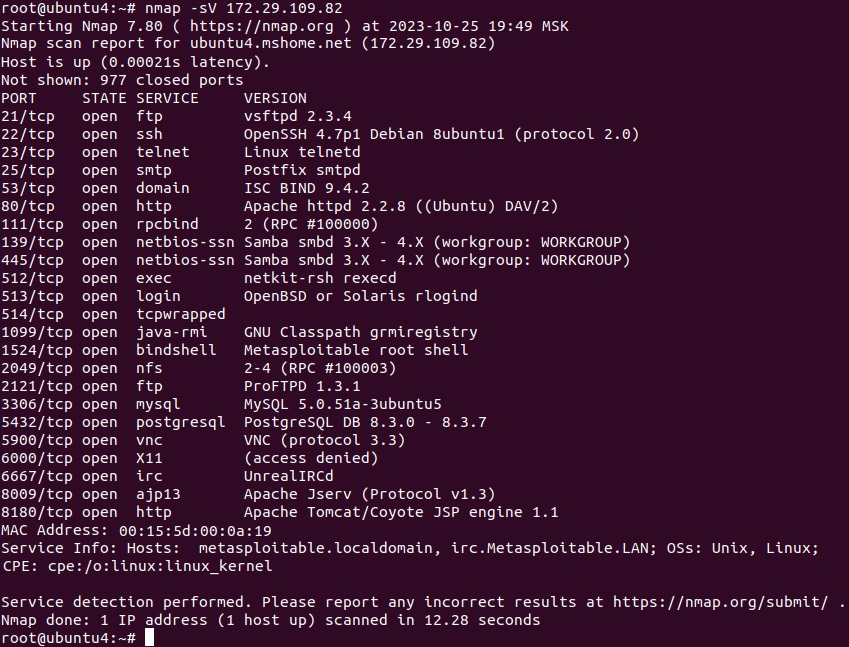 root@ubuntu4:~# nmap -sV 172.29.109.82
Starting Nmap 7.80 ( https://nmap.org ) at 2023-10-25 19:49 MSK
Nmap scan report for ubuntu4.mshome.net (172.29.109.82)
Host is up (0.00021s latency).
Not shown: 977 closed ports
PORT     STATE SERVICE     VERSION
21/tcp   open  ftp         vsftpd 2.3.4
22/tcp   open  ssh         OpenSSH 4.7p1 Debian 8ubuntu1 (protocol 2.0)
23/tcp   open  telnet      Linux telnetd
25/tcp   open  smtp        Postfix smtpd
53/tcp   open  domain      ISC BIND 9.4.2
80/tcp   open  http        Apache httpd 2.2.8 ((Ubuntu) DAV/2)
111/tcp  open  rpcbind     2 (RPC #100000)
139/tcp  open  netbios-ssn Samba smbd 3.X - 4.X (workgroup: WORKGROUP)
445/tcp  open  netbios-ssn Samba smbd 3.X - 4.X (workgroup: WORKGROUP)
512/tcp  open  exec        netkit-rsh rexecd
513/tcp  open  login       OpenBSD or Solaris rlogind
514/tcp  open  tcpwrapped
1099/tcp open  java-rmi    GNU Classpath grmiregistry
1524/tcp open  bindshell   Metasploitable root shell
2049/tcp open  nfs         2-4 (RPC #100003)
2121/tcp open  ftp         ProFTPD 1.3.1
3306/tcp open  mysql       MySQL 5.0.51a-3ubuntu5
5432/tcp open  postgresql  PostgreSQL DB 8.3.0 - 8.3.7
5900/tcp open  vnc         VNC (protocol 3.3)
6000/tcp open  X11         (access denied)
6667/tcp open  irc         UnrealIRCd
8009/tcp open  ajp13       Apache Jserv (Protocol v1.3)
8180/tcp open  http        Apache Tomcat/Coyote JSP engine 1.1
MAC Address: 00:15:5d:00:0a:19
Service Info: Hosts:  metasploitable.localdomain, irc.Metasploitable.LAN; OSs: Unix, Linux;
CPE: cpe:/o:linux:linux_kernel

Service detection performed. Please report any incorrect results at https://nmap.org/submit/ .
Nmap done: 1 IP address (1 host up) scanned in 12.28 seconds
root@ubuntu4:~#